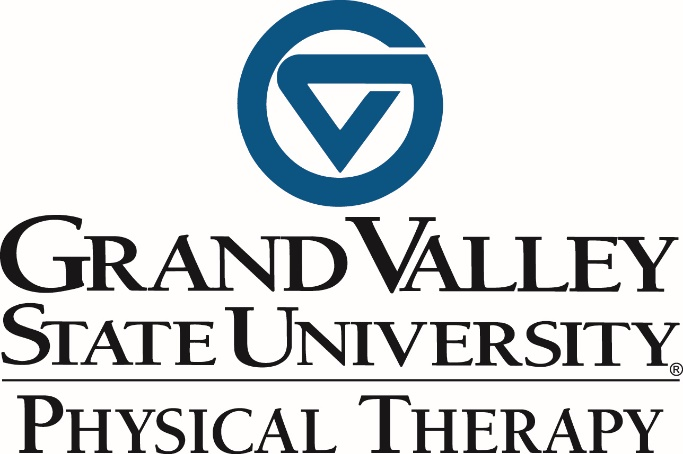 GRAND VALLEY
STATE UNIVERSITY®
PHYSICAL THERAPY